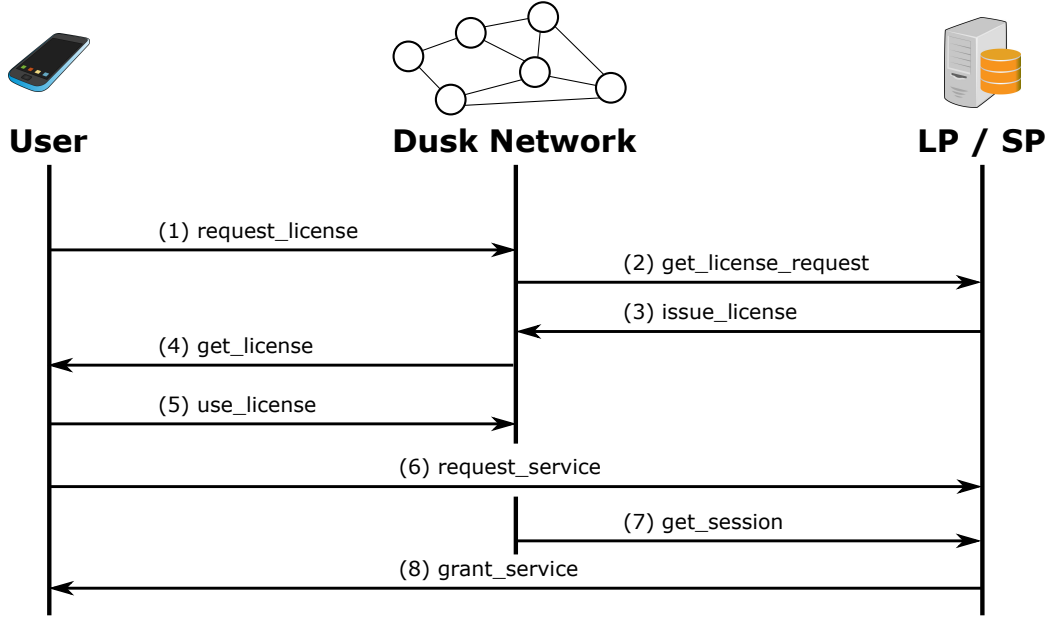 User
Dusk Network
LP / SP
(1) request_license
(2) get_license_request
(3) issue_license
(4) get_license
(5) use_license
(6) request_service
(7) get_session
(8) grant_service